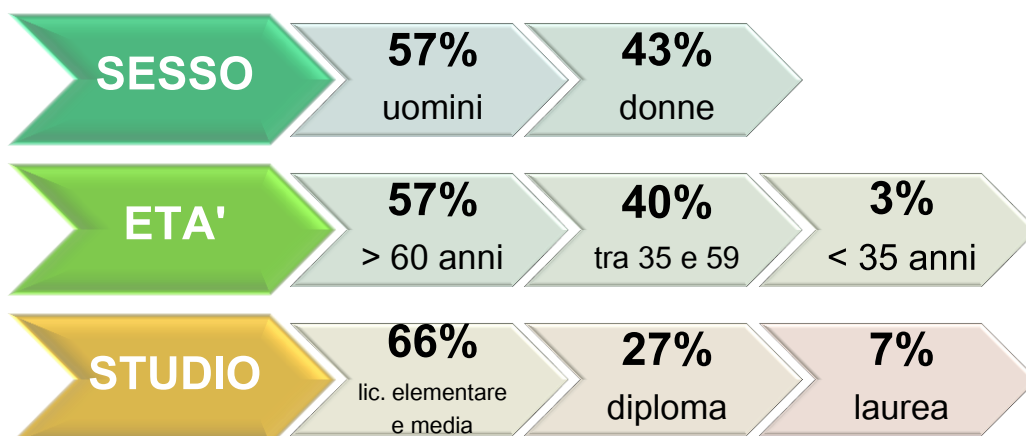 SESSO
57%
uomini
43%
donne
ETA'
57%
> 60 anni
40%
tra 35 e 59
3%
< 35 anni
STUDIO
66%
lic. elementare
e media
27%
diploma
7%
laurea